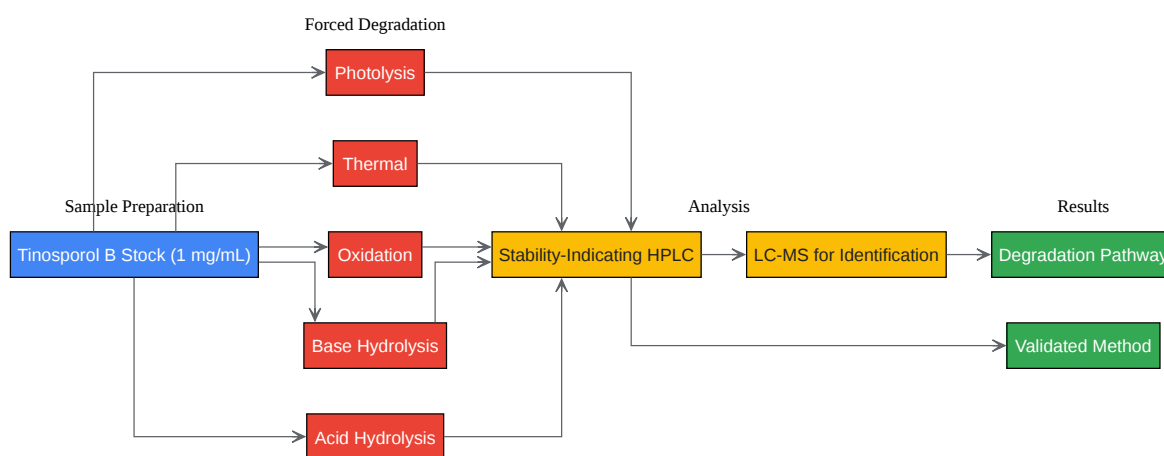 Forced Degradation
Photolysis
Thermal
Sample Preparation
Analysis
Results
Tinosporol B Stock (1 mg/mL)
Oxidation
Stability-Indicating HPLC
LC-MS for Identification
Degradation Pathway
Base Hydrolysis
Validated Method
Acid Hydrolysis